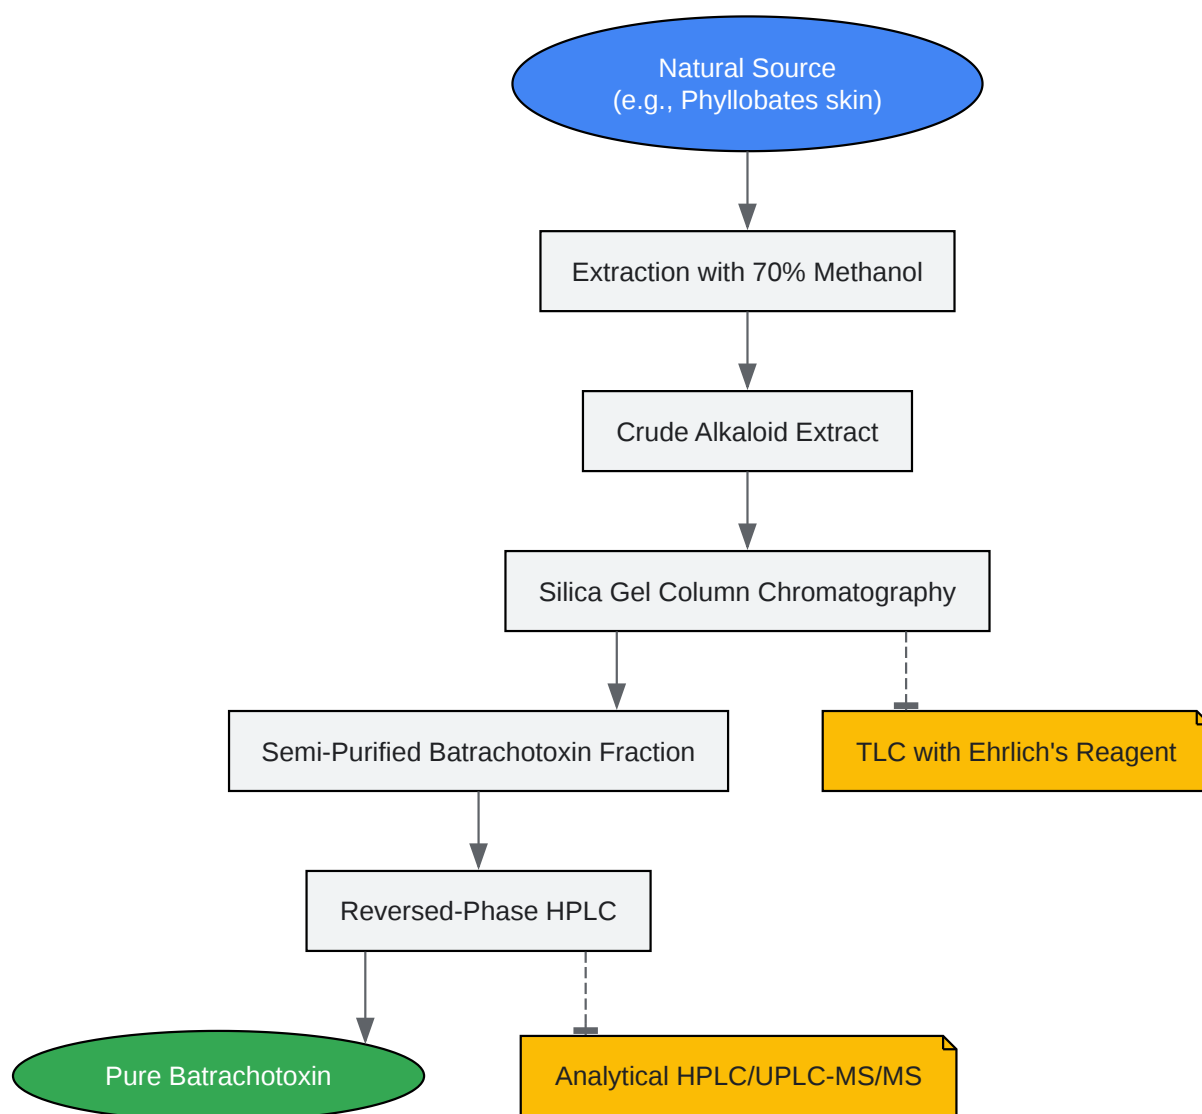 Natural Source
(e.g., Phyllobates skin)
Extraction with 70% Methanol
Crude Alkaloid Extract
Silica Gel Column Chromatography
Semi-Purified Batrachotoxin Fraction
TLC with Ehrlich's Reagent
Reversed-Phase HPLC
Pure Batrachotoxin
Analytical HPLC/UPLC-MS/MS